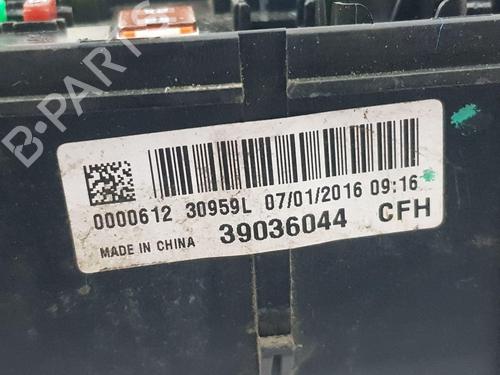 B-PARTS
0000612 30959L 07/01/2016 09:16
MADE IN CHINA 39036044 CFH